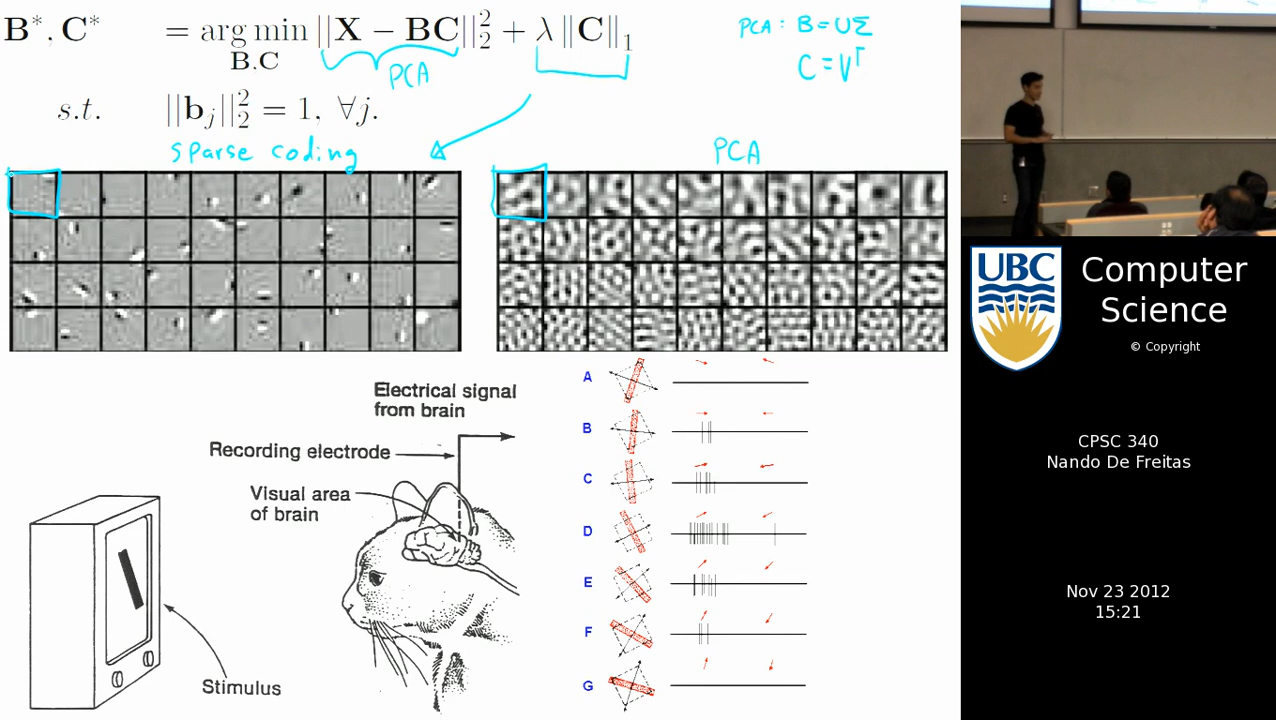 B*, C* = arg min ||X − BC||₂² + λ ||C||₁
B.C
PCA
PCA: B = UΣ
C = Vᵀ
s.t. ||bⱼ||₂² = 1, ∀j.
sparse coding
PCA
Electrical signal
from brain
Recording electrode
Visual area
of brain
Stimulus
A
B
C
D
E
F
G
UBC
Computer
Science
© Copyright
CPSC 340
Nando De Freitas
Nov 23 2012
15:21